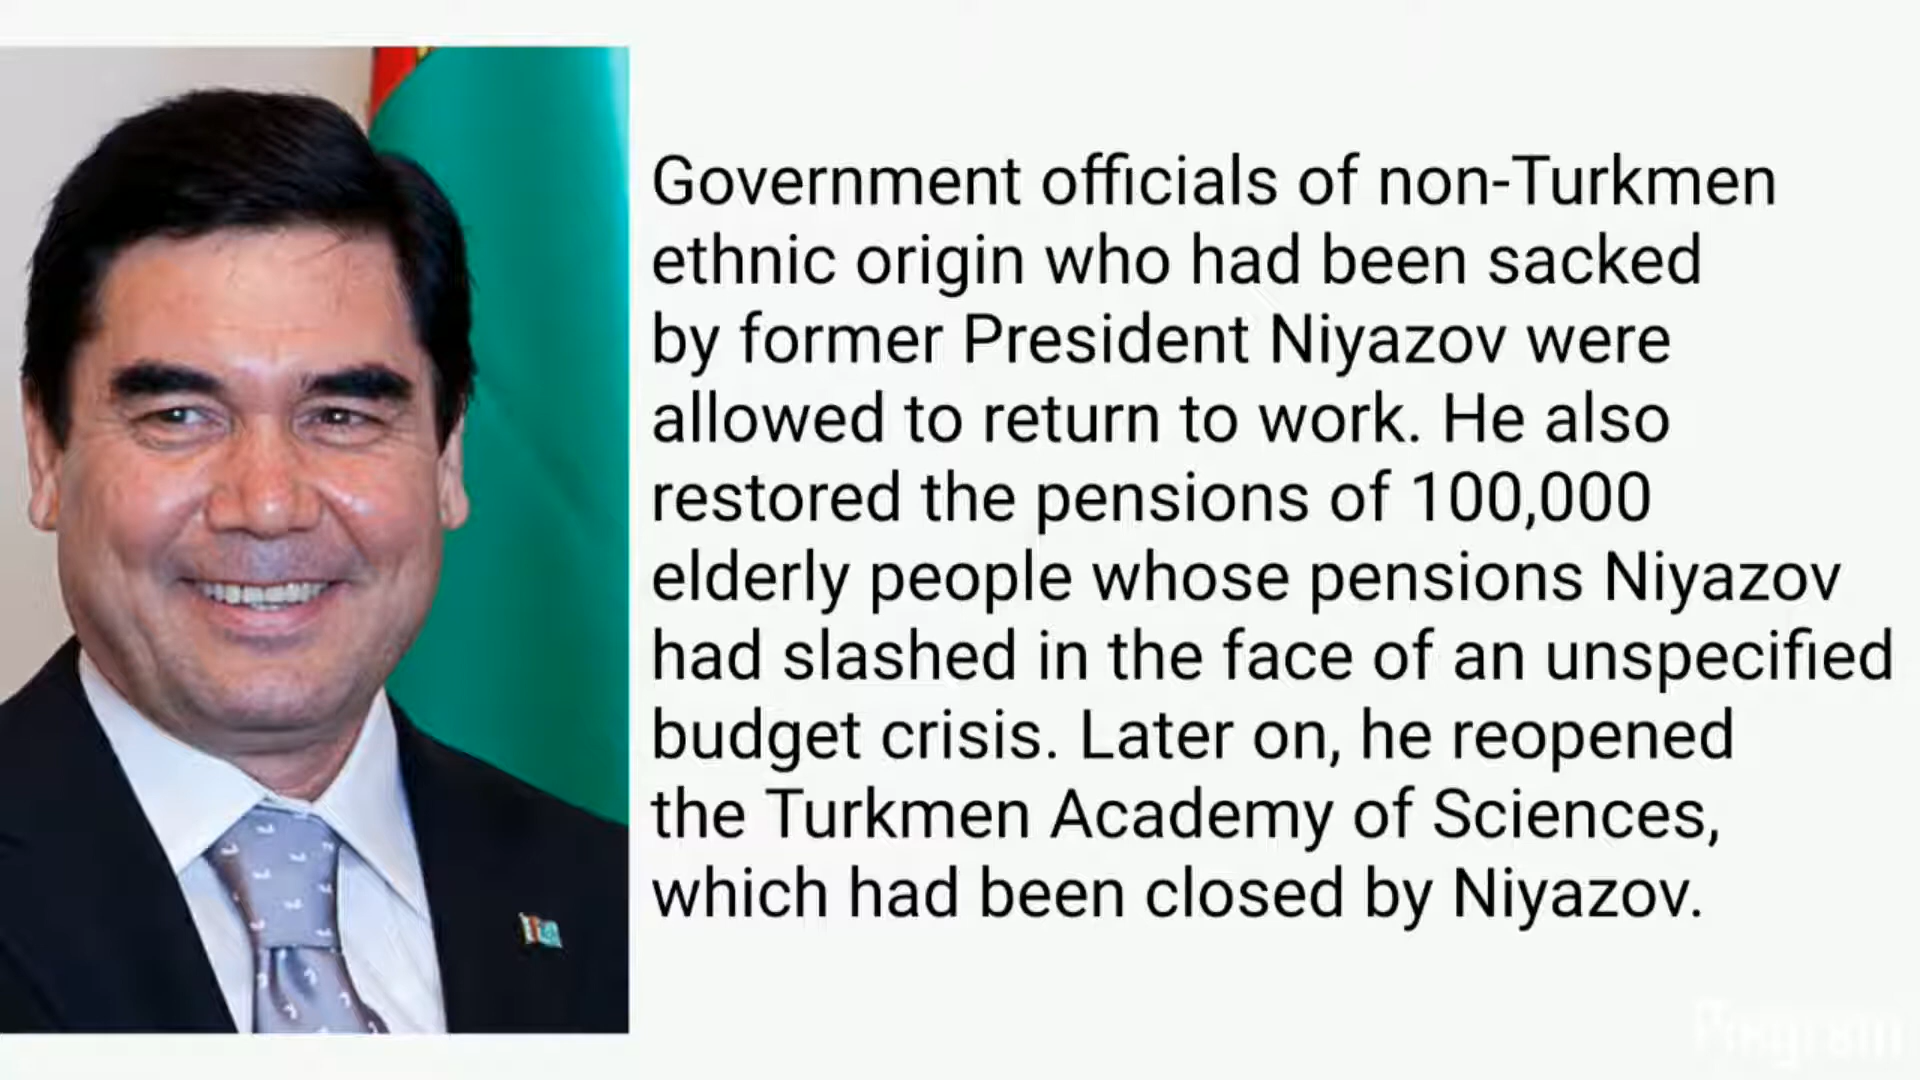 Government officials of non-Turkmen
ethnic origin who had been sacked
by former President Niyazov were
allowed to return to work. He also
restored the pensions of 100,000
elderly people whose pensions Niyazov
had slashed in the face of an unspecified
budget crisis. Later on, he reopened
the Turkmen Academy of Sciences,
which had been closed by Niyazov.